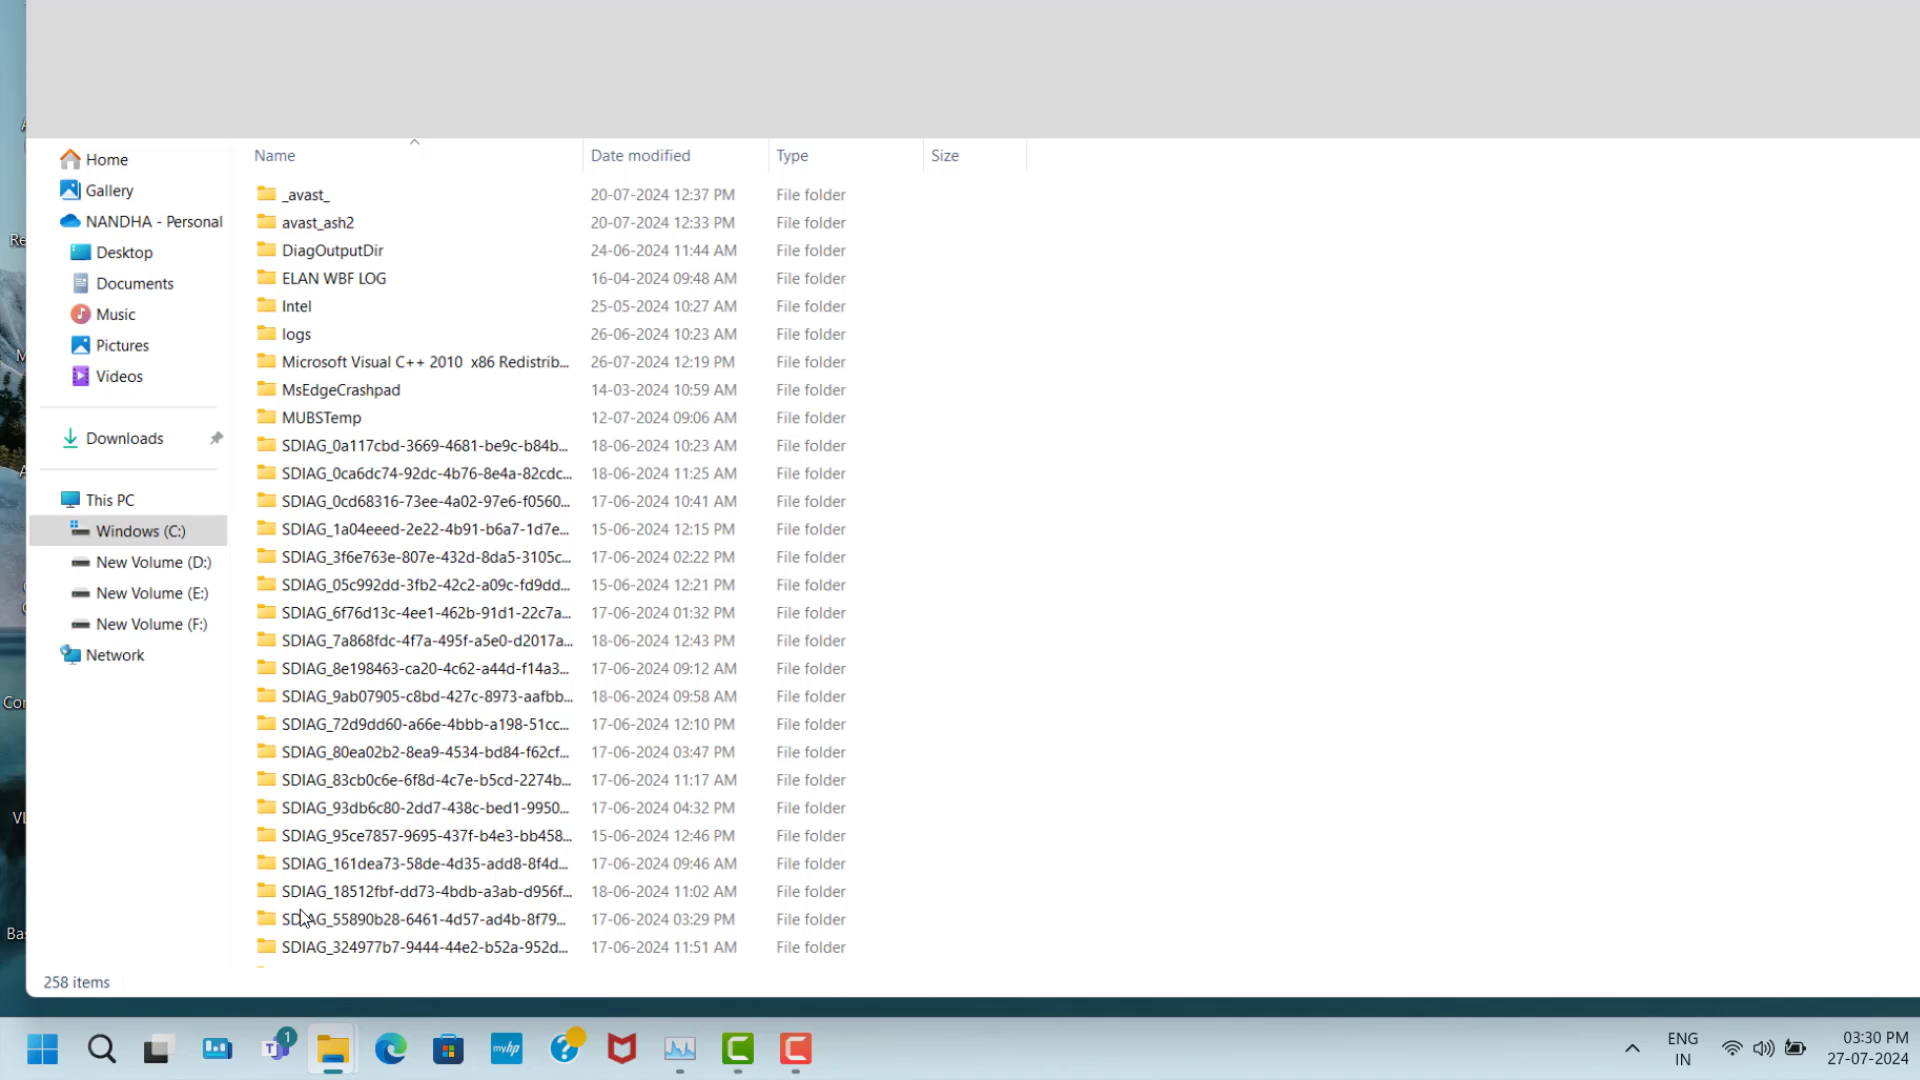 Name Date modified Type Size
Home
Gallery
NANDHA - Personal
Desktop
Documents
Music
Pictures
Videos
Downloads
This PC
Windows (C:)
New Volume (D:)
New Volume (E:)
New Volume (F:)
Network
_avast_ 20-07-2024 12:37 PM File folder
avast_ash2 20-07-2024 12:33 PM File folder
DiagOutputDir 24-06-2024 11:44 AM File folder
ELAN WBF LOG 16-04-2024 09:48 AM File folder
Intel 25-05-2024 10:27 AM File folder
logs 26-06-2024 10:23 AM File folder
Microsoft Visual C++ 2010 x86 Redistrib... 26-07-2024 12:19 PM File folder
MsEdgeCrashpad 14-03-2024 10:59 AM File folder
MUBSTemp 12-07-2024 09:06 AM File folder
SDIAG_0a117cbd-3669-4681-be9c-b84b... 18-06-2024 10:23 AM File folder
SDIAG_0ca6dc74-92dc-4b76-8e4a-82cdc... 18-06-2024 11:25 AM File folder
SDIAG_0cd68316-73ee-4a02-97e6-f0560... 17-06-2024 10:41 AM File folder
SDIAG_1a04eeed-2e22-4b91-b6a7-1d7e... 15-06-2024 12:15 PM File folder
SDIAG_3f6e763e-807e-432d-8da5-3105c... 17-06-2024 02:22 PM File folder
SDIAG_05c992dd-3fb2-42c2-a09c-fd9dd... 15-06-2024 12:21 PM File folder
SDIAG_6f76d13c-4ee1-462b-91d1-22c7a... 17-06-2024 01:32 PM File folder
SDIAG_7a868fdc-4f7a-495f-a5e0-d2017a... 18-06-2024 12:43 PM File folder
SDIAG_8e198463-ca20-4c62-a44d-f14a3... 17-06-2024 09:12 AM File folder
SDIAG_9ab07905-c8bd-427c-8973-aafbb... 18-06-2024 09:58 AM File folder
SDIAG_72d9dd60-a66e-4bbb-a198-51cc... 17-06-2024 12:10 PM File folder
SDIAG_80ea02b2-8ea9-4534-bd84-f62cf... 17-06-2024 03:47 PM File folder
SDIAG_83cb0c6e-6f8d-4c7e-b5cd-2274b... 17-06-2024 11:17 AM File folder
SDIAG_93db6c80-2dd7-438c-bed1-9950... 17-06-2024 04:32 PM File folder
SDIAG_95ce7857-9695-437f-b4e3-bb458... 15-06-2024 12:46 PM File folder
SDIAG_161dea73-58de-4d35-add8-8f4d... 17-06-2024 09:46 AM File folder
SDIAG_18512fbf-dd73-4bdb-a3ab-d956f... 18-06-2024 11:02 AM File folder
SDIAG_55890b28-6461-4d57-ad4b-8f79... 17-06-2024 03:29 PM File folder
SDIAG_324977b7-9444-44e2-b52a-952d... 17-06-2024 11:51 AM File folder
258 items
1
T
myhp
ENG
IN
03:30 PM
27-07-2024